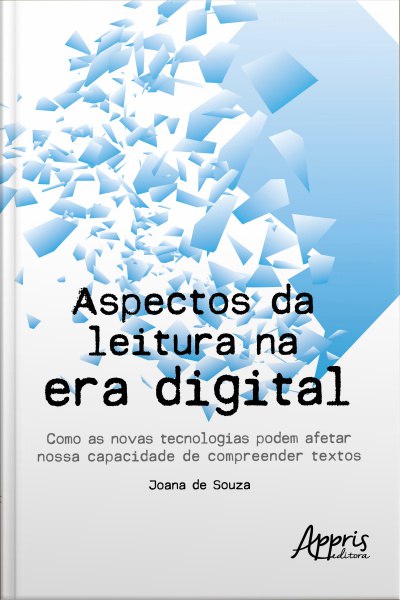 Aspectos da
leitura na
era digital
Como as novas tecnologias podem afetar
nossa capacidade de compreender textos
Joana de Souza
Appris
editora